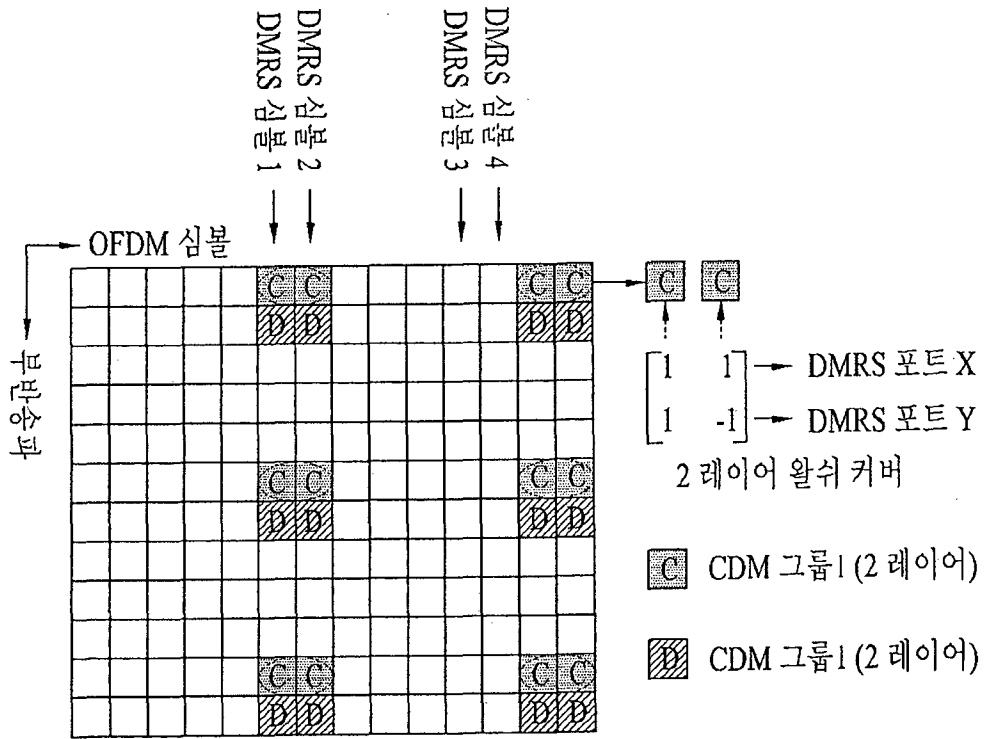 DMRS 심볼 1
DMRS 심볼 2
DMRS 심볼 3
DMRS 심볼 4
OFDM 심볼
부반송파
C C C C C C
D D D D
1 1 DMRS 포트 X
1 -1 DMRS 포트 Y
2 레이어 왈쉬 커버
C C C C
D D D D
C CDM 그룹1 (2 레이어)
D CDM 그룹1 (2 레이어)
C C C C
D D D D